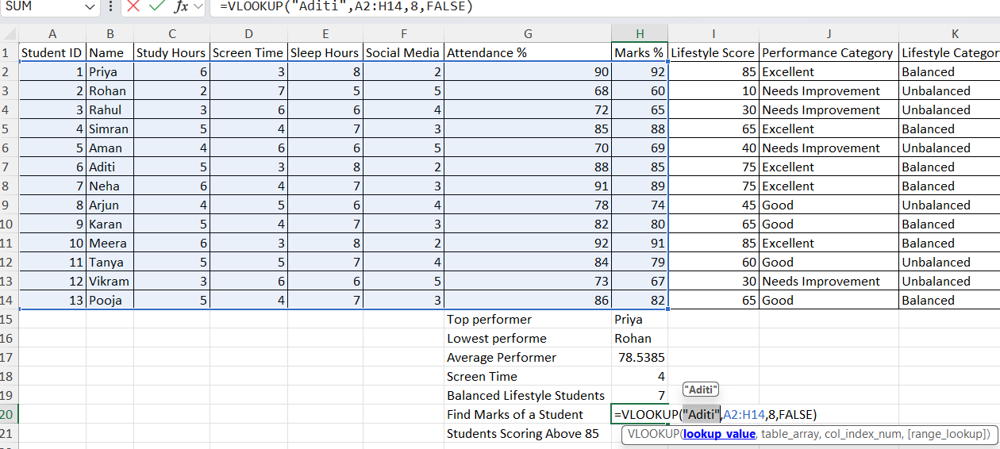 SUM fx =VLOOKUP("Aditi",A2:H14,8,FALSE)
A B C D E F G H I J K
1 Student ID Name Study Hours Screen Time Sleep Hours Social Media Attendance % Marks % Lifestyle Score Performance Category Lifestyle Categor
2 1 Priya 6 3 8 2 90 92 85 Excellent Balanced
3 2 Rohan 2 7 5 5 68 60 10 Needs Improvement Unbalanced
4 3 Rahul 3 6 6 4 72 65 30 Needs Improvement Unbalanced
5 4 Simran 5 4 7 3 85 88 65 Excellent Balanced
6 5 Aman 4 6 6 5 70 69 40 Needs Improvement Unbalanced
7 6 Aditi 5 3 8 2 88 85 75 Excellent Balanced
8 7 Neha 6 4 7 3 91 89 75 Excellent Balanced
9 8 Arjun 4 5 6 4 78 74 45 Good Unbalanced
10 9 Karan 5 4 7 3 82 80 65 Good Balanced
11 10 Meera 6 3 8 2 92 91 85 Excellent Balanced
12 11 Tanya 5 5 7 4 84 79 60 Good Unbalanced
13 12 Vikram 3 6 6 5 73 67 30 Needs Improvement Unbalanced
14 13 Pooja 5 4 7 3 86 82 65 Good Balanced
15 Top performer Priya
16 Lowest performe Rohan
17 Average Performer 78.5385
18 Screen Time 4
19 Balanced Lifestyle Students 7
"Aditi"
20 Find Marks of a Student =VLOOKUP("Aditi",A2:H14,8,FALSE)
21 Students Scoring Above 85 VLOOKUP(lookup_value, table_array, col_index_num, [range_lookup])